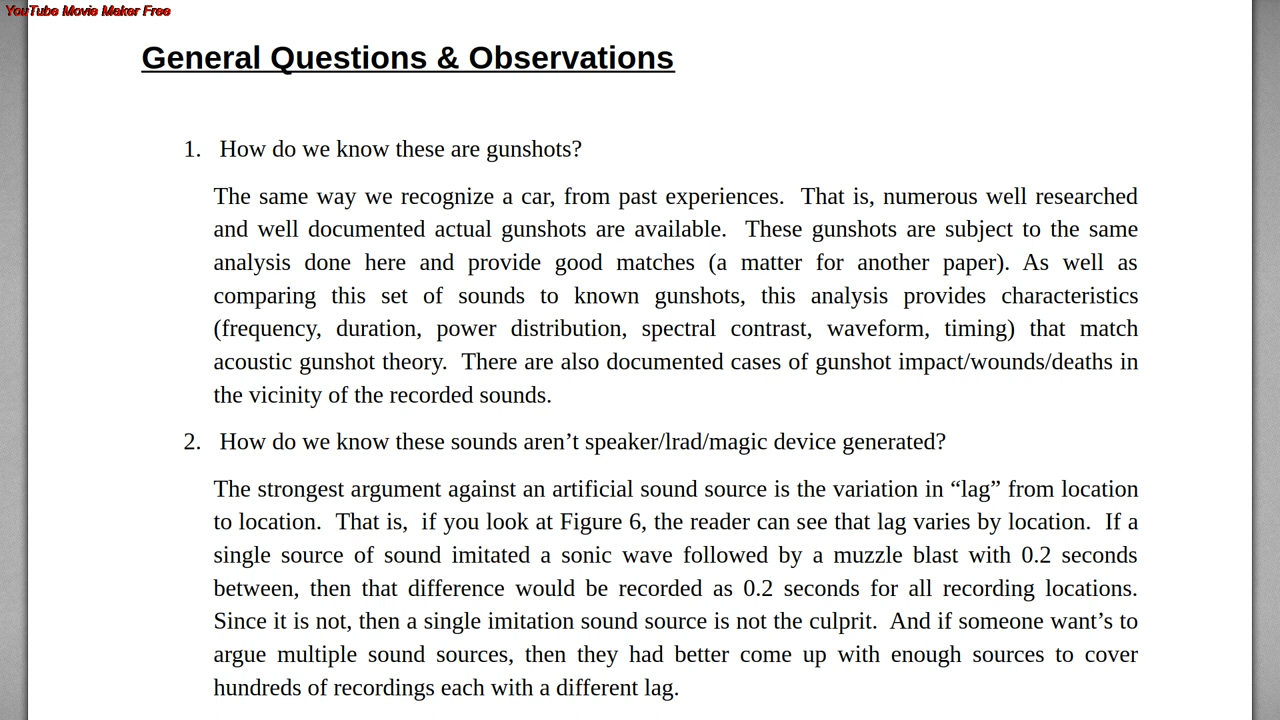 YouTube Movie Maker Free
General Questions & Observations
1. How do we know these are gunshots?
The same way we recognize a car, from past experiences. That is, numerous well researched
and well documented actual gunshots are available. These gunshots are subject to the same
analysis done here and provide good matches (a matter for another paper). As well as
comparing this set of sounds to known gunshots, this analysis provides characteristics
(frequency, duration, power distribution, spectral contrast, waveform, timing) that match
acoustic gunshot theory. There are also documented cases of gunshot impact/wounds/deaths in
the vicinity of the recorded sounds.
2. How do we know these sounds aren’t speaker/lrad/magic device generated?
The strongest argument against an artificial sound source is the variation in “lag” from location
to location. That is, if you look at Figure 6, the reader can see that lag varies by location. If a
single source of sound imitated a sonic wave followed by a muzzle blast with 0.2 seconds
between, then that difference would be recorded as 0.2 seconds for all recording locations.
Since it is not, then a single imitation sound source is not the culprit. And if someone want’s to
argue multiple sound sources, then they had better come up with enough sources to cover
hundreds of recordings each with a different lag.